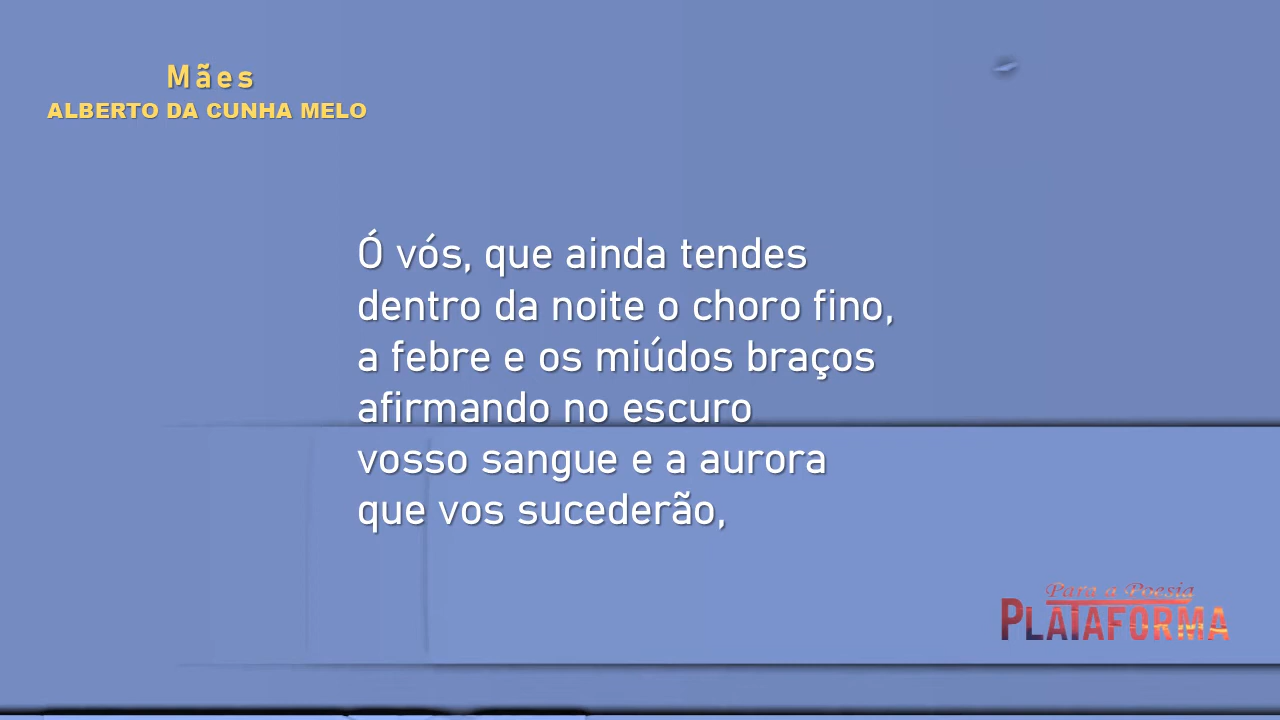 Mães
ALBERTO DA CUNHA MELO
Ó vós, que ainda tendes
dentro da noite o choro fino,
a febre e os miúdos braços
afirmando no escuro
vosso sangue e a aurora
que vos sucederão,
Para a Poesia
PLATAFORMA